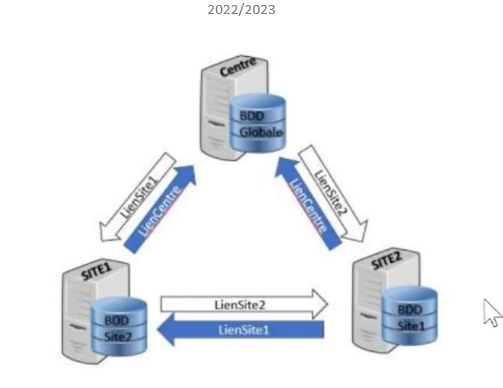 2022/2023
Centre
BDD
Globale
LienSite1
LienCentre
LienCentre
LienSite2
SITE1
BDD
Site2
LienSite2
LienSite1
SITE2
BDD
Site1